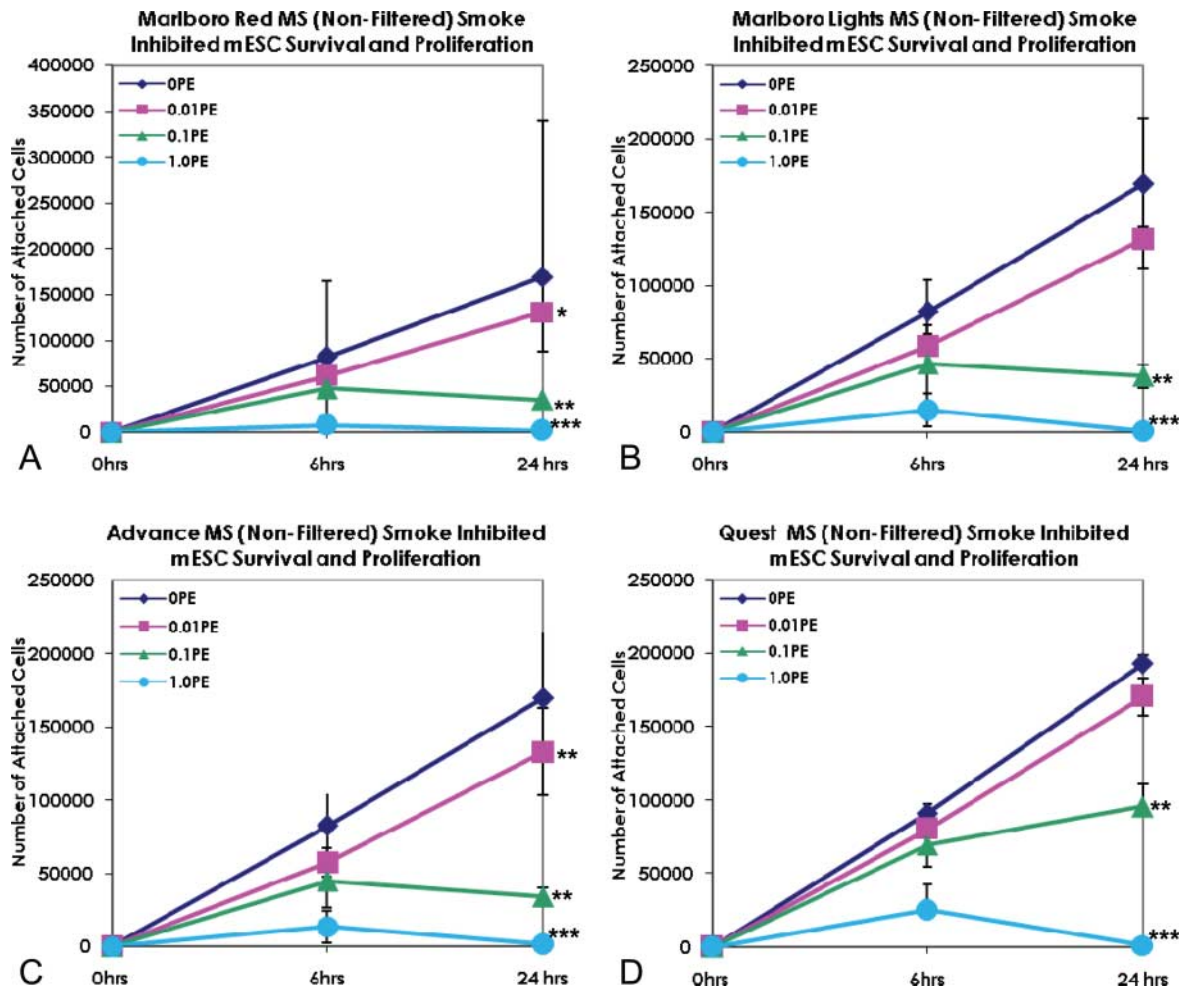 Marlboro Red MS (Non-Filtered) Smoke
Inhibited mESC Survival and Proliferation
400000
350000
300000
250000
200000
150000
100000
50000
0
Number of Attached Cells
0PE
0.01PE
0.1PE
1.0PE
*
**
***
0hrs
6hrs
24 hrs
A
Marlboro Lights MS (Non-Filtered) Smoke
Inhibited mESC Survival and Proliferation
250000
200000
150000
100000
50000
0
Number of Attached Cells
0PE
0.01PE
0.1PE
1.0PE
**
***
0hrs
6hrs
24 hrs
B
Advance MS (Non-Filtered) Smoke Inhibited
mESC Survival and Proliferation
250000
200000
150000
100000
50000
0
Number of Attached Cells
0PE
0.01PE
0.1PE
1.0PE
**
**
***
0hrs
6hrs
24 hrs
C
Quest MS (Non-Filtered) Smoke Inhibited
mESC Survival and Proliferation
250000
200000
150000
100000
50000
0
Number of Attached Cells
0PE
0.01PE
0.1PE
1.0PE
**
***
0hrs
6hrs
24 hrs
D